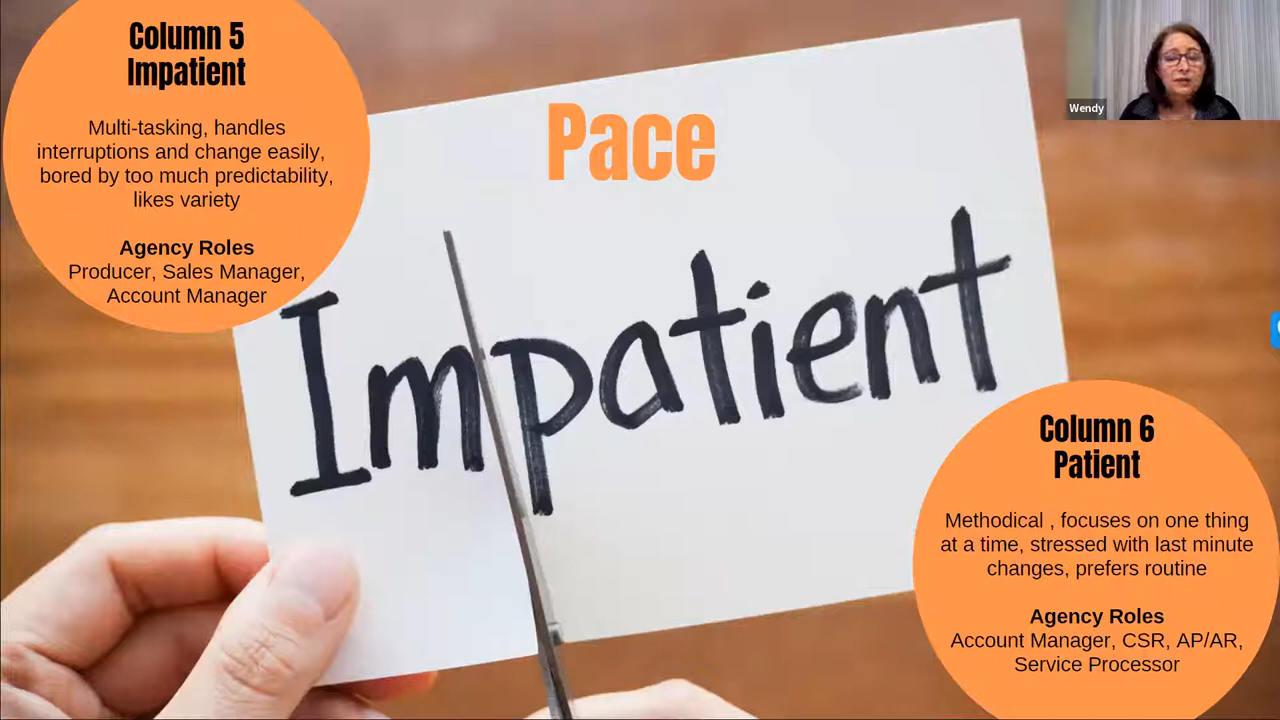 Column 5
Impatient
Multi-tasking, handles
interruptions and change easily,
bored by too much predictability,
likes variety
Agency Roles
Producer, Sales Manager,
Account Manager
Pace
Impatient
Wendy
Column 6
Patient
Methodical , focuses on one thing
at a time, stressed with last minute
changes, prefers routine
Agency Roles
Account Manager, CSR, AP/AR,
Service Processor